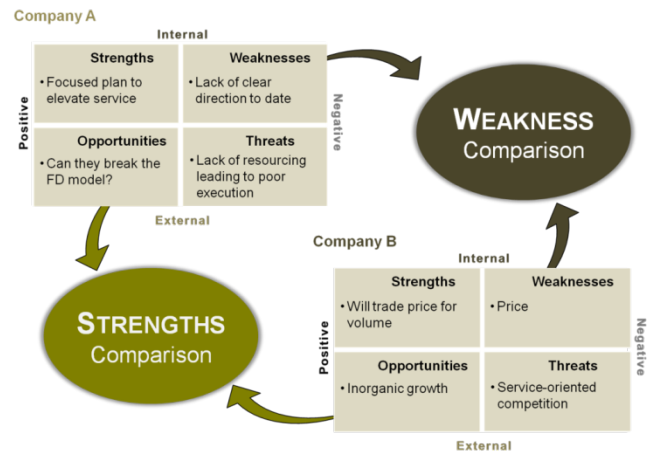 Company A
Internal
Strengths
• Focused plan to
elevate service
Weaknesses
• Lack of clear
direction to date
Positive
Negative
Opportunities
• Can they break the
FD model?
Threats
• Lack of resourcing
leading to poor
execution
External
WEAKNESS
Comparison
STRENGTHS
Comparison
Company B
Internal
Strengths
• Will trade price for
volume
Weaknesses
• Price
Positive
Negative
Opportunities
• Inorganic growth
Threats
• Service-oriented
competition
External